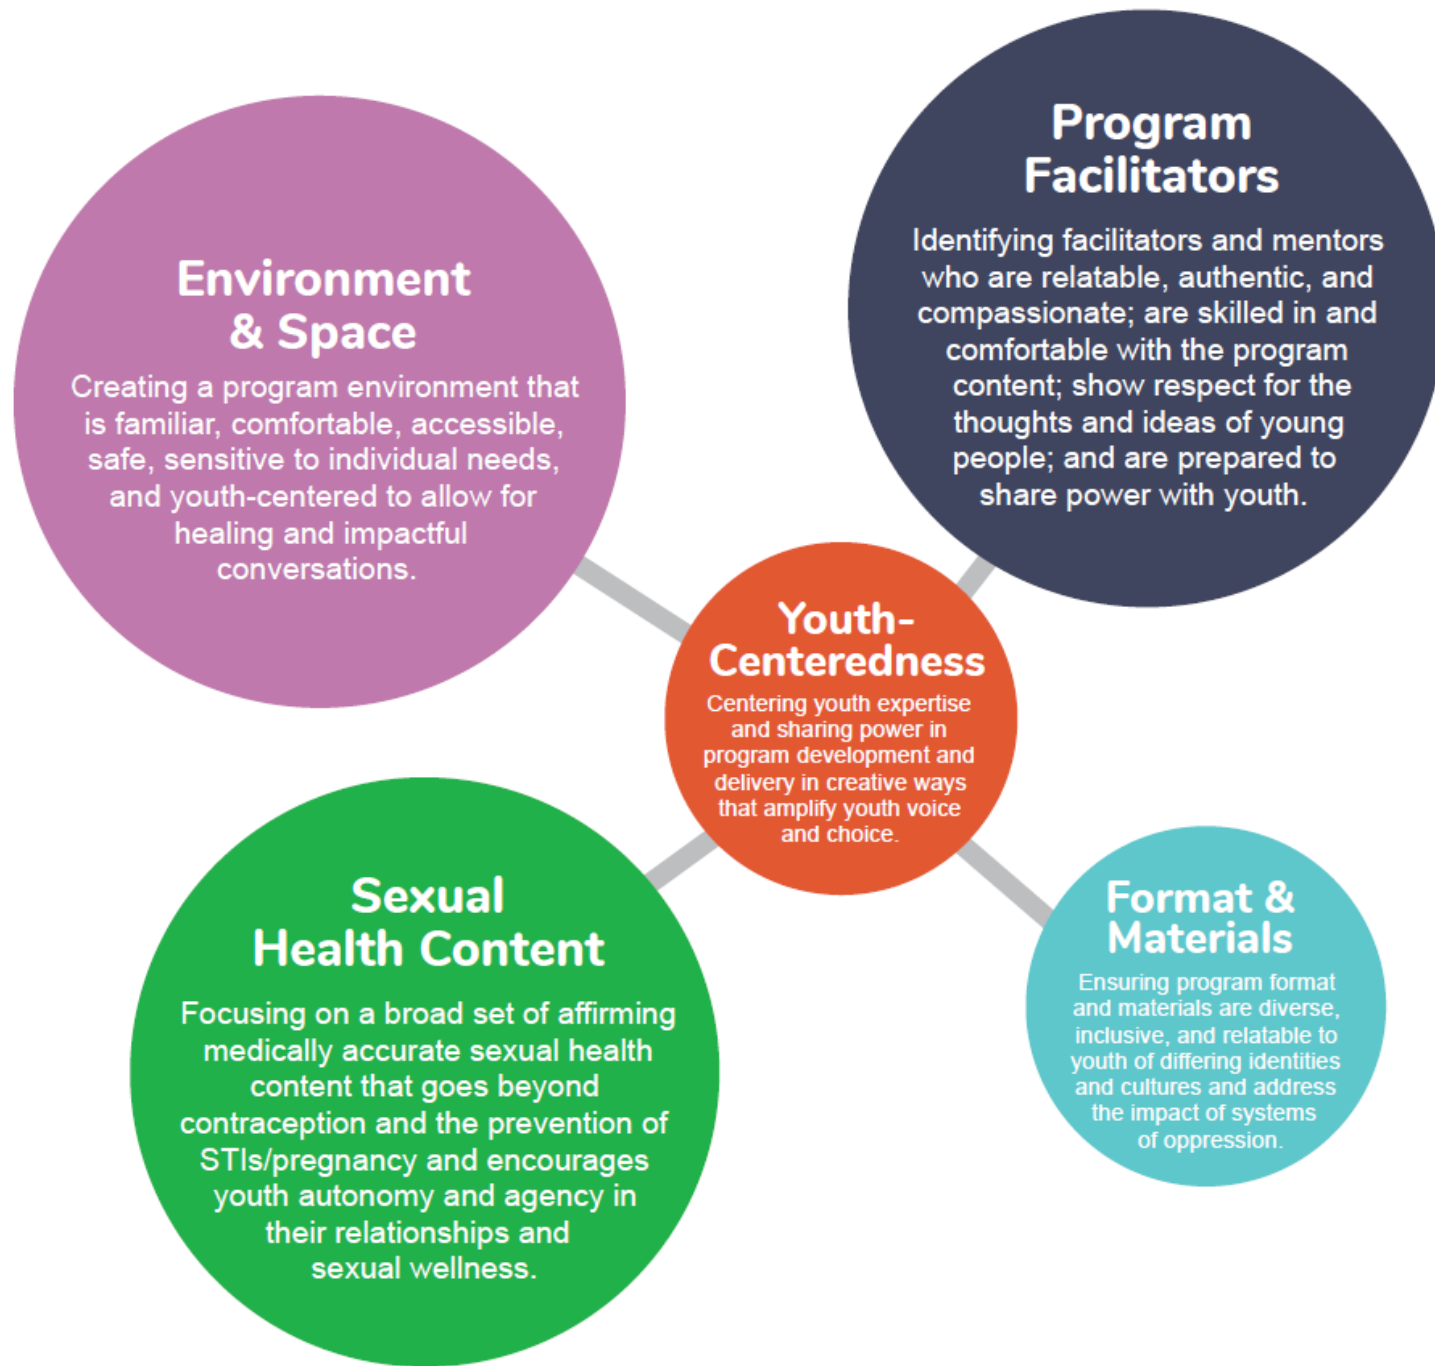 Environment
& Space
Creating a program environment that
is familiar, comfortable, accessible,
safe, sensitive to individual needs,
and youth-centered to allow for
healing and impactful
conversations.
Program
Facilitators
Identifying facilitators and mentors
who are relatable, authentic, and
compassionate; are skilled in and
comfortable with the program
content; show respect for the
thoughts and ideas of young
people; and are prepared to
share power with youth.
Youth-
Centeredness
Centering youth expertise
and sharing power in
program development and
delivery in creative ways
that amplify youth voice
and choice.
Sexual
Health Content
Focusing on a broad set of affirming
medically accurate sexual health
content that goes beyond
contraception and the prevention of
STIs/pregnancy and encourages
youth autonomy and agency in
their relationships and
sexual wellness.
Format &
Materials
Ensuring program format
and materials are diverse,
inclusive, and relatable to
youth of differing identities
and cultures and address
the impact of systems
of oppression.